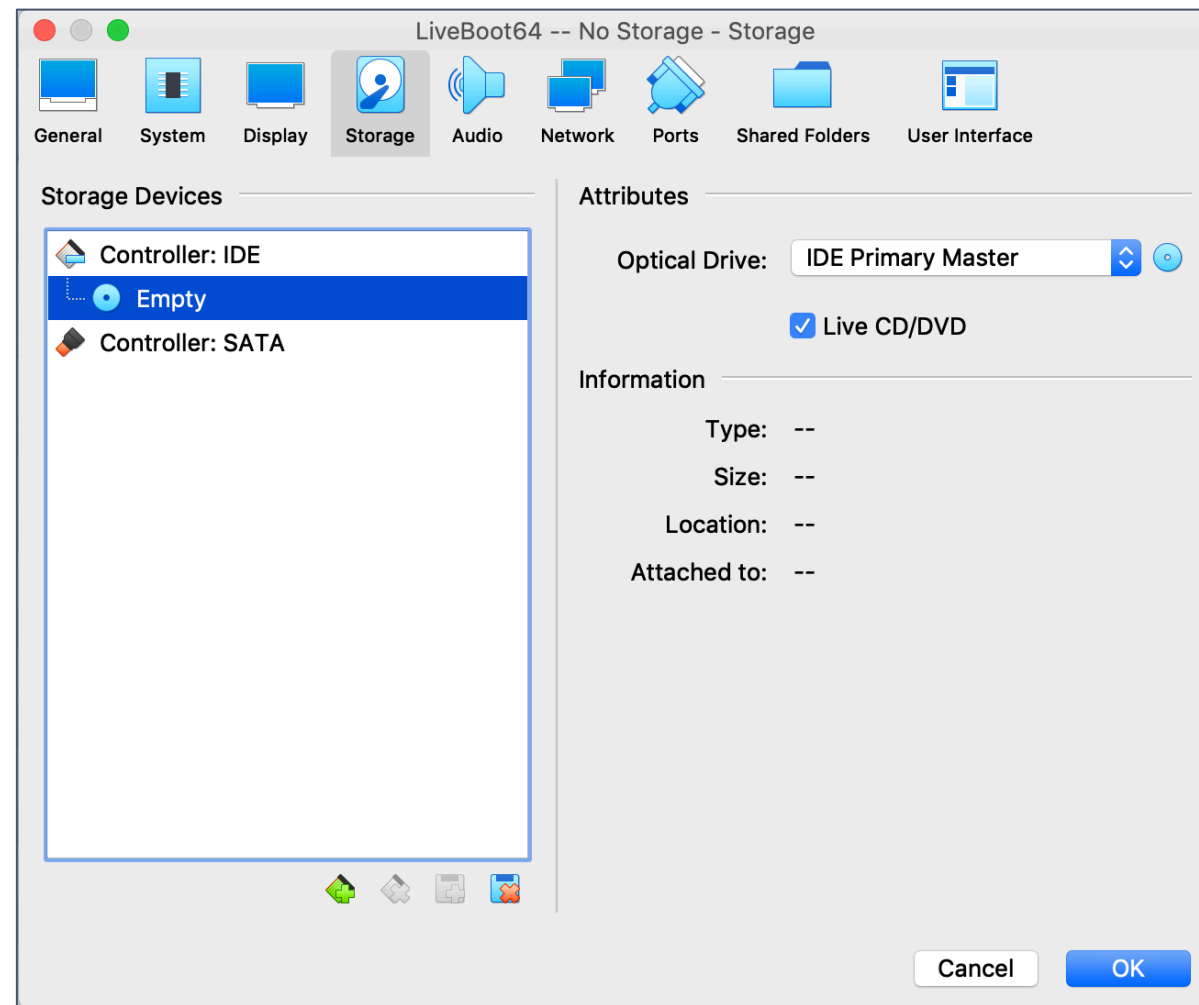 LiveBoot64 -- No Storage - Storage
General System Display Storage Audio Network Ports Shared Folders User Interface
Storage Devices
Controller: IDE
Empty
Controller: SATA
Attributes
Optical Drive: IDE Primary Master
Live CD/DVD
Information
Type: --
Size: --
Location: --
Attached to: --
Cancel OK